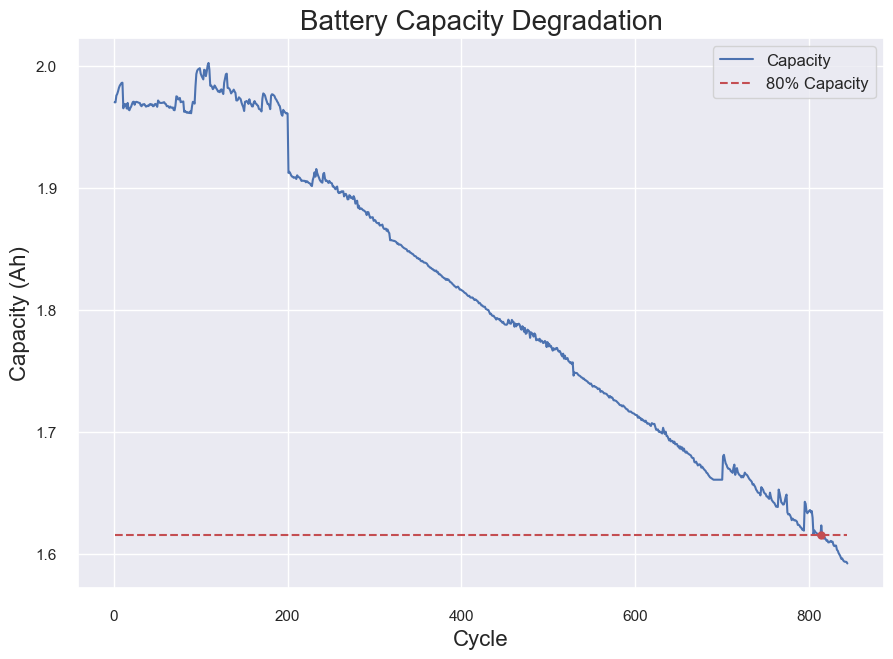 Battery Capacity Degradation
Capacity
80% Capacity
Capacity (Ah)
2.0
1.9
1.8
1.7
1.6
0 200 400 600 800
Cycle